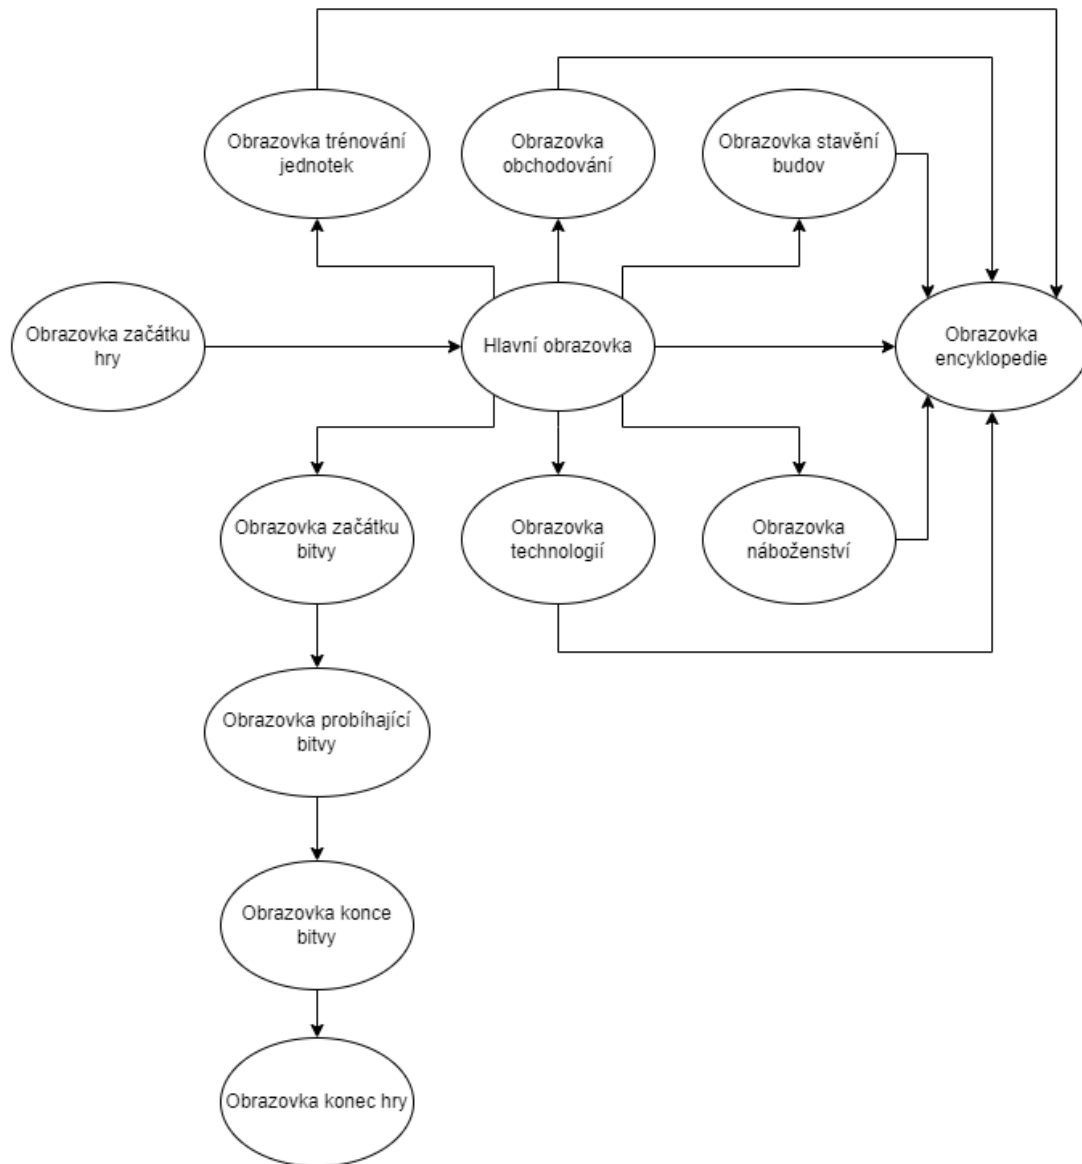 Obrazovka trénování
jednotek
Obrazovka
obchodování
Obrazovka stavění
budov
Obrazovka začátku
hry
Hlavní obrazovka
Obrazovka
encyklopedie
Obrazovka začátku
bitvy
Obrazovka
technologií
Obrazovka
náboženství
Obrazovka probíhající
bitvy
Obrazovka konce
bitvy
Obrazovka konec hry